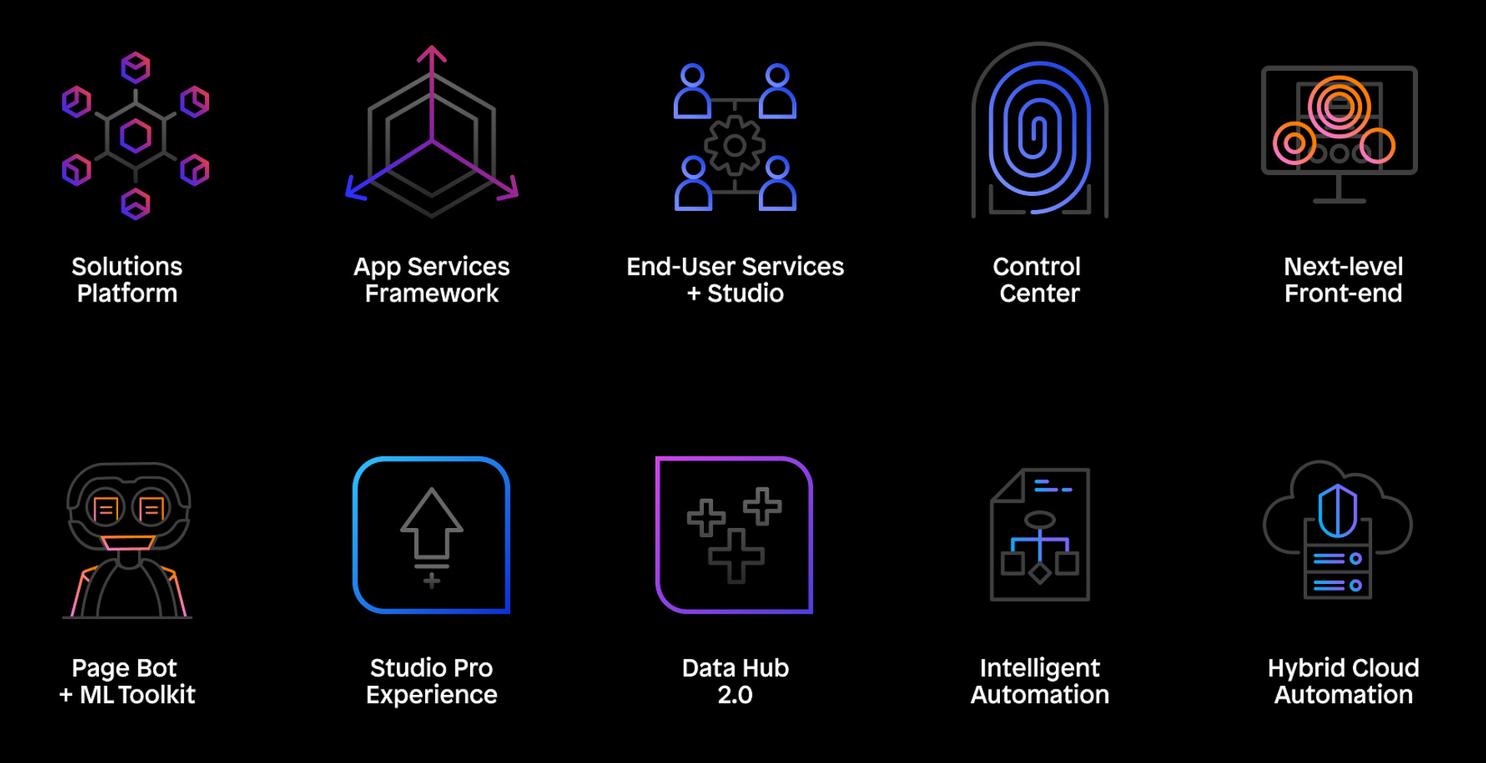 Solutions
Platform
App Services
Framework
End-User Services
+ Studio
Control
Center
Next-level
Front-end
Page Bot
+ ML Toolkit
Studio Pro
Experience
Data Hub
2.0
Intelligent
Automation
Hybrid Cloud
Automation